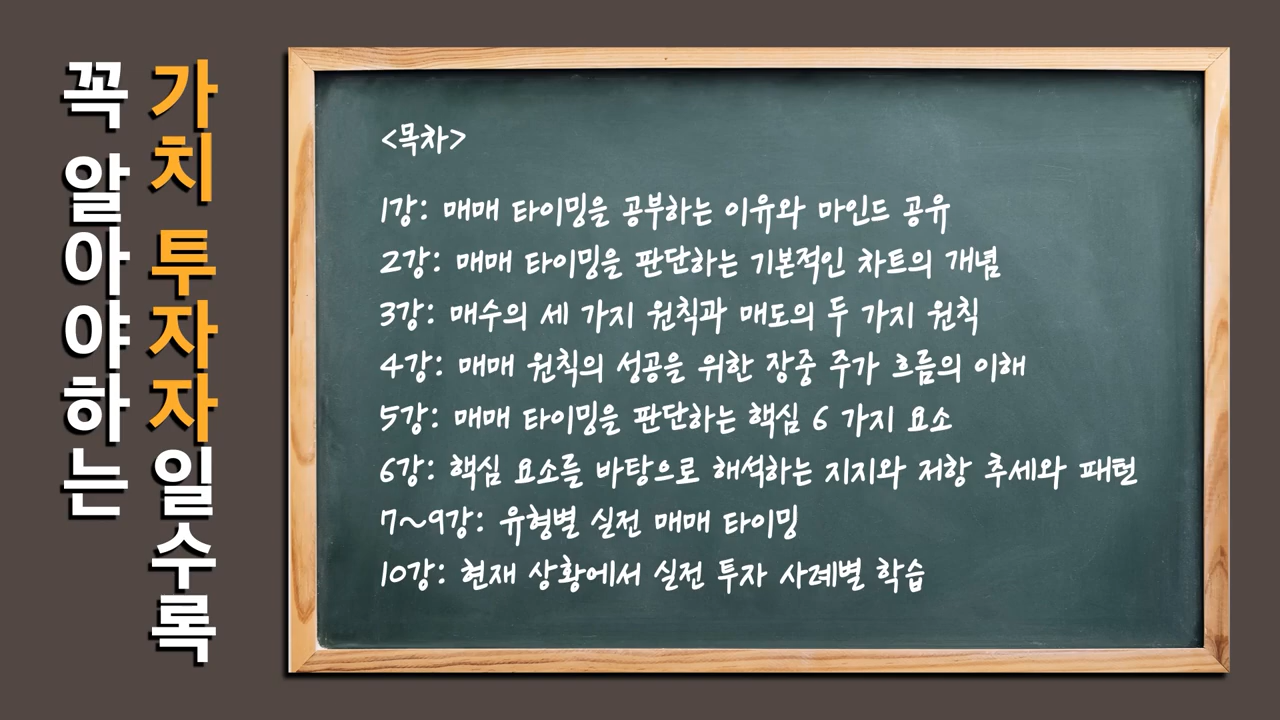 가치 투자자일수록
꼭 알아야하는
<목차>
1강: 매매 타이밍을 공부하는 이유와 마인드 공유
2강: 매매 타이밍을 판단하는 기본적인 차트의 개념
3강: 매수의 세 가지 원칙과 매도의 두 가지 원칙
4강: 매매 원칙의 성공을 위한 장중 주가 흐름의 이해
5강: 매매 타이밍을 판단하는 핵심 6 가지 요소
6강: 핵심 요소를 바탕으로 해석하는 지지와 저항 추세와 패턴
7~9강: 유형별 실전 매매 타이밍
10강: 현재 상황에서 실전 투자 사례별 학습